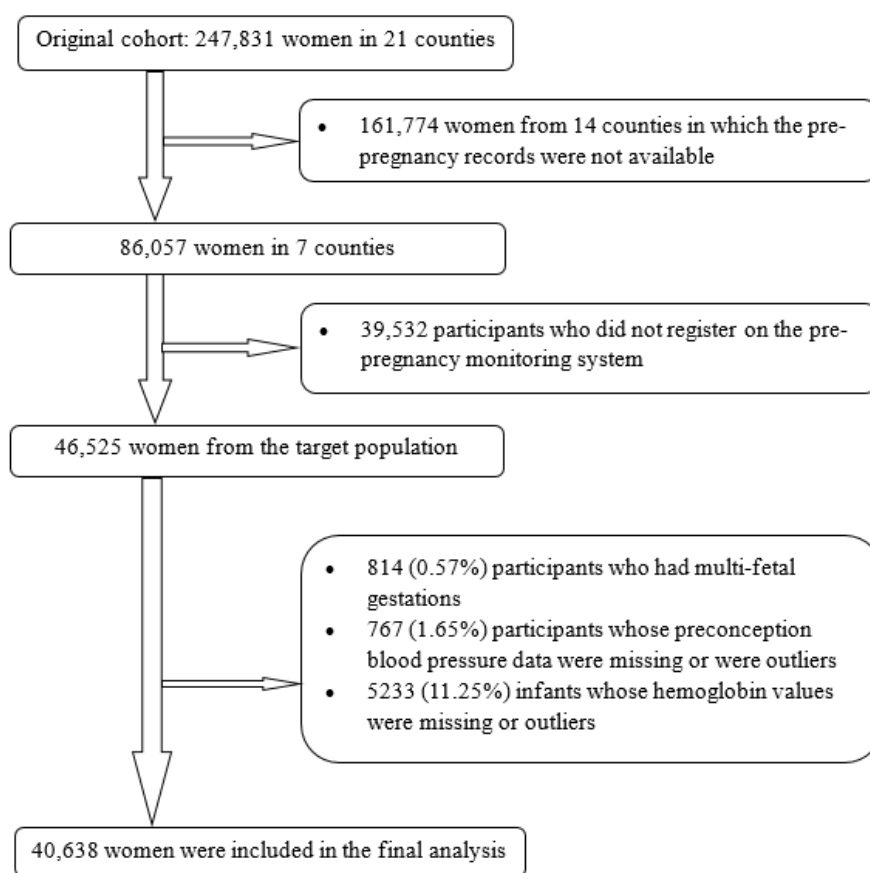 Original cohort: 247,831 women in 21 counties
• 161,774 women from 14 counties in which the pre-
pregnancy records were not available
86,057 women in 7 counties
• 39,532 participants who did not register on the pre-
pregnancy monitoring system
46,525 women from the target population
• 814 (0.57%) participants who had multi-fetal
gestations
• 767 (1.65%) participants whose preconception
blood pressure data were missing or were outliers
• 5233 (11.25%) infants whose hemoglobin values
were missing or outliers
40,638 women were included in the final analysis